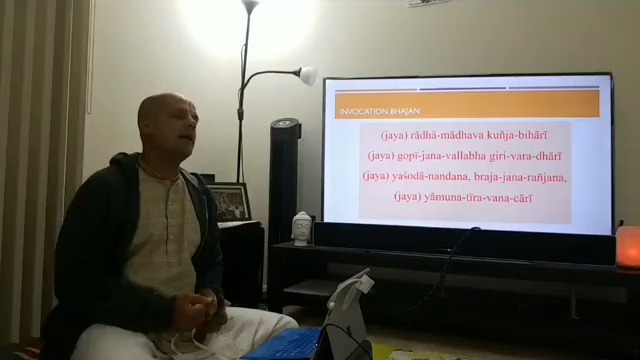 INVOCATION BHAJAN
(jaya) rādhā-mādhava kuñja-bihārī
(jaya) gopī-jana-vallabha giri-vara-dhārī
(jaya) yaśodā-nandana, braja-jana-rañjana,
(jaya) yāmuna-tīra-vana-cārī